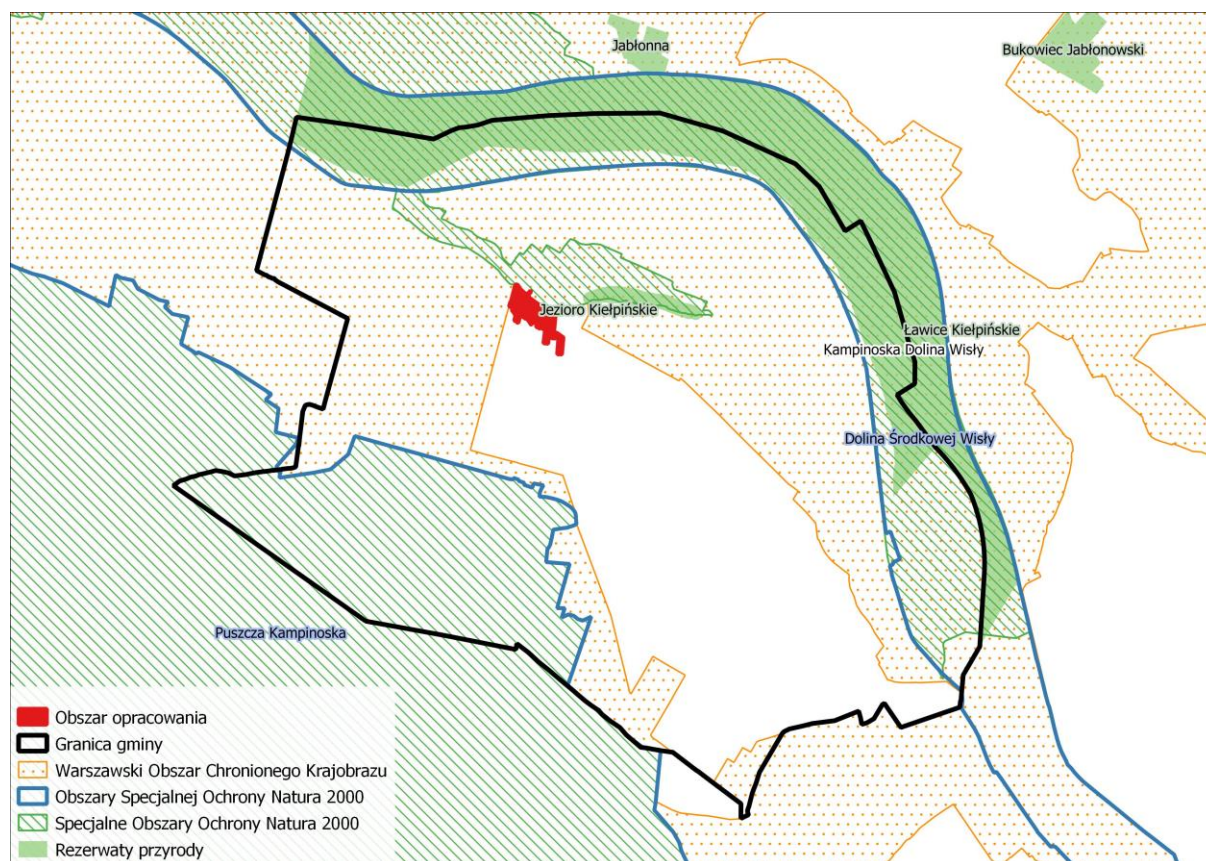 Jabłonna
Bukowiec Jabłonowski
Jezioro Kiełpińskie
Ławice Kiełpińskie
Kampinoska Dolina Wisły
Dolina Środkowej Wisły
Puszcza Kampinoska
Obszar opracowania
Granica gminy
Warszawski Obszar Chronionego Krajobrazu
Obszary Specjalnej Ochrony Natura 2000
Specjalne Obszary Ochrony Natura 2000
Rezerwaty przyrody